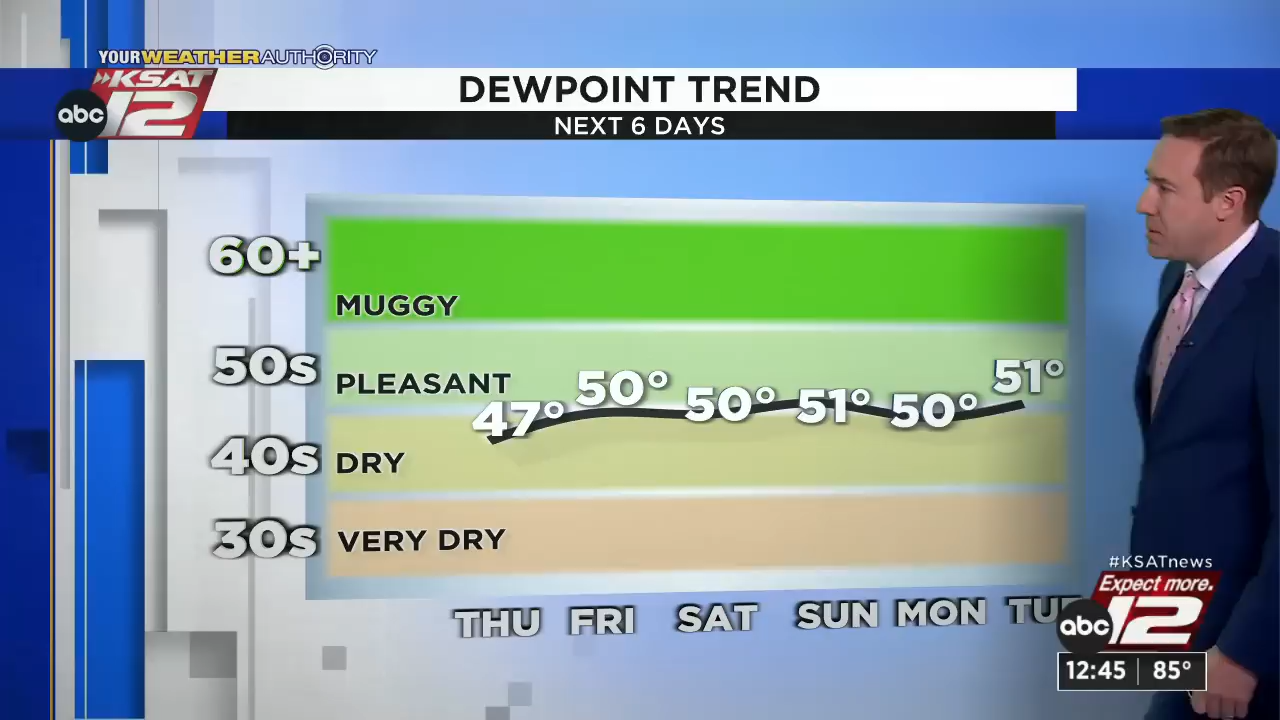 YOURWEATHERAUTHORITY
KSAT
abc 12
DEWPOINT TREND
NEXT 6 DAYS
60+
MUGGY
50s
PLEASANT
47° 50° 50° 51° 50° 51°
40s
DRY
30s
VERY DRY
THU FRI SAT SUN MON TUE
#KSATnews
Expect more.
abc 12
12:45 85°